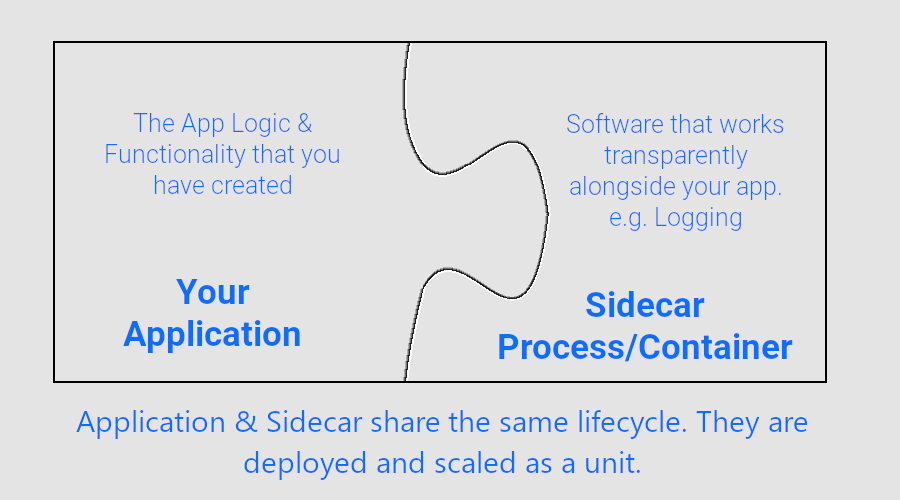 The App Logic &
Functionality that you
have created
Your
Application
Software that works
transparently
alongside your app.
e.g. Logging
Sidecar
Process/Container
Application & Sidecar share the same lifecycle. They are
deployed and scaled as a unit.